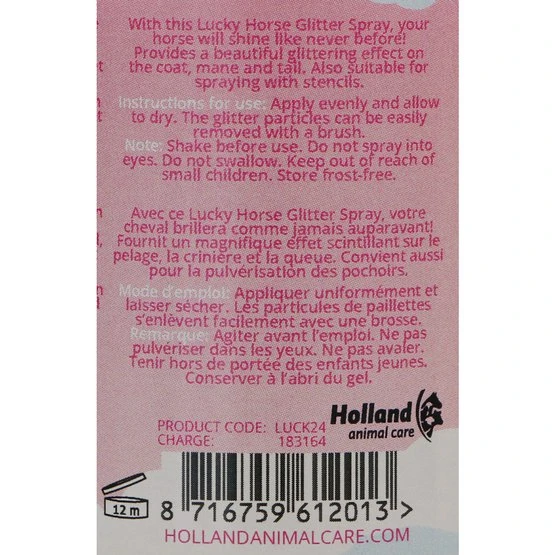 With this Lucky Horse Glitter Spray, your
horse will shine like never before!
Provides a beautiful glittering effect on
the coat, mane and tail. Also suitable for
spraying with stencils.
Instructions for use: Apply evenly and allow
to dry. The glitter particles can be easily
removed with a brush.
Note: Shake before use. Do not spray into
eyes. Do not swallow. Keep out of reach of
small children. Store frost-free.
Avec ce Lucky Horse Glitter Spray, votre
cheval brillera comme jamais auparavant!
Fournit un magnifique effet scintillant sur le
pelage, la crinière et la queue. Convient aussi
pour la pulvérisation des pochoirs.
Mode d'emploi: Appliquer uniformément et
laisser sécher. Les particules de paillettes
s'enlèvent facilement avec une brosse.
Remarque: Agiter avant l'emploi. Ne pas
pulveriser dans les yeux. Ne pas avaler.
Tenir hors de portée des enfants jeunes.
Conserver à l'abri du gel.
Holland
animal care
PRODUCT CODE: LUCK24
CHARGE: 183164
12 m
8 716759 612013 >
HOLLANDANIMALCARE.COM